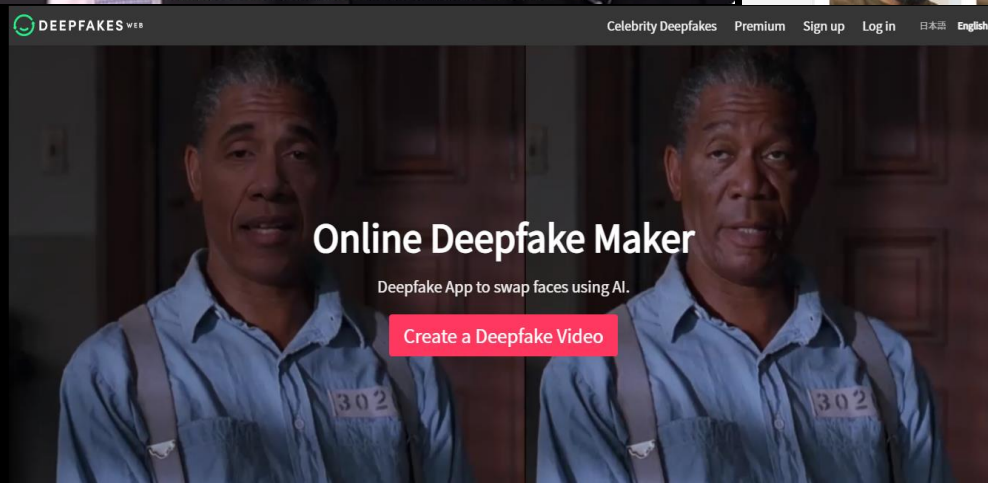 DEEPFAKES WEB
Celebrity Deepfakes Premium Sign up Log in 日本語 English
Online Deepfake Maker
Deepfake App to swap faces using AI.
Create a Deepfake Video
302 302